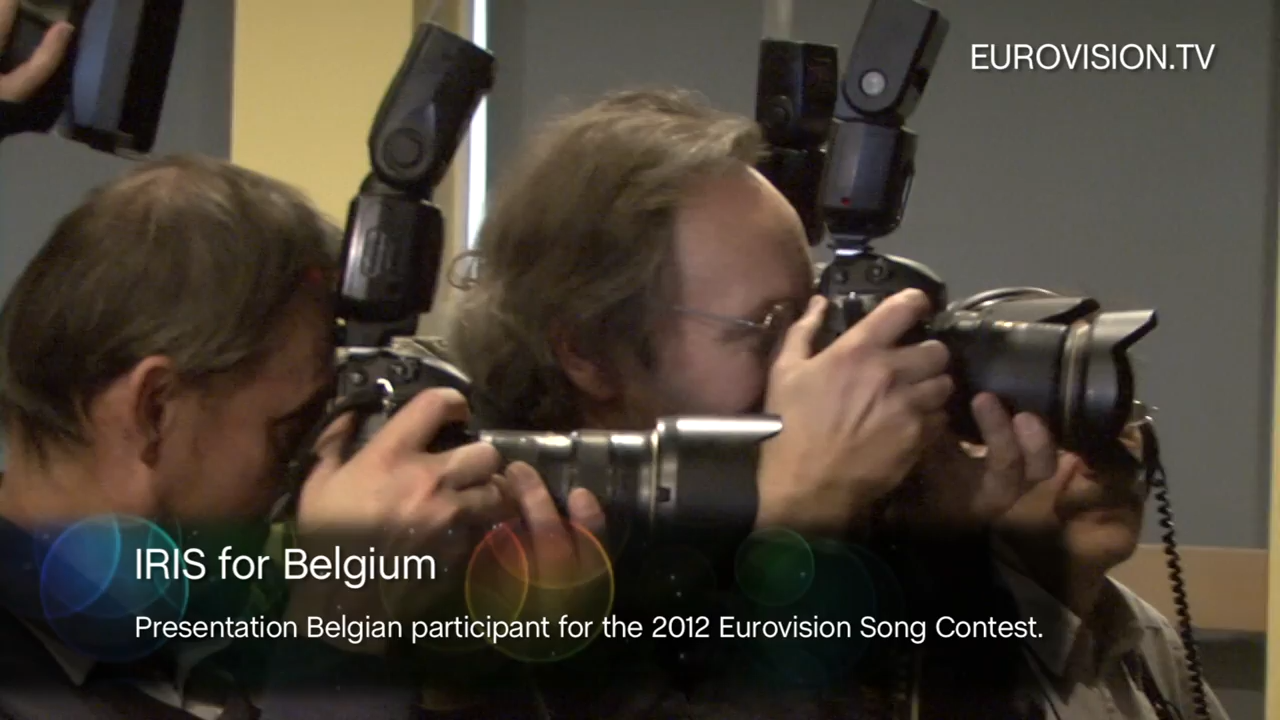 EUROVISION.TV
IRIS for Belgium
Presentation Belgian participant for the 2012 Eurovision Song Contest.